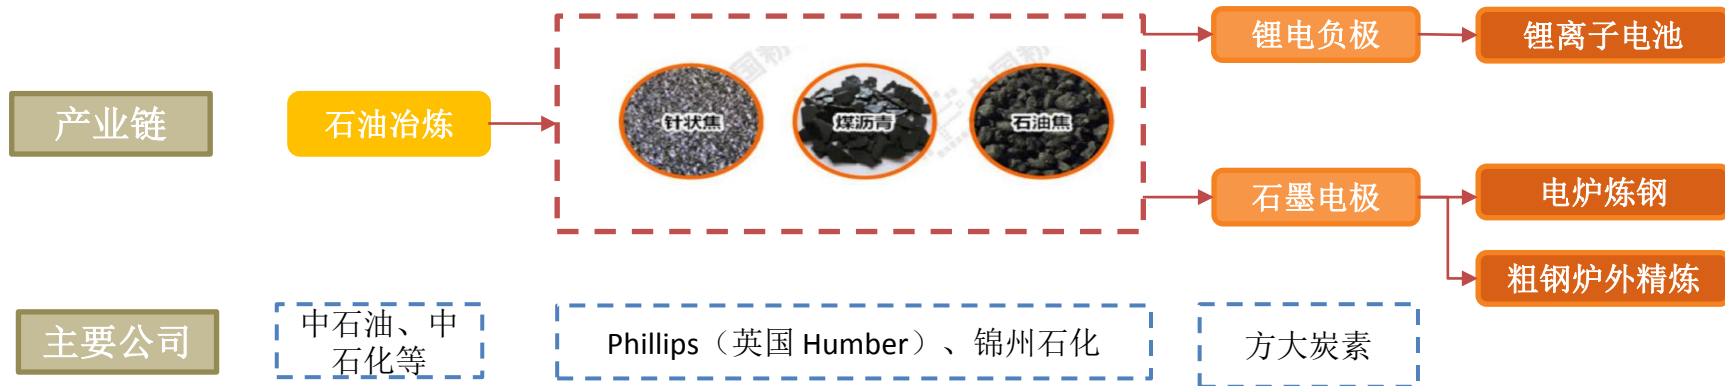 产业链
石油冶炼
针状焦
煤沥青
石油焦
锂电负极
锂离子电池
石墨电极
电炉炼钢
粗钢炉外精炼
主要公司
中石油、中
石化等
Phillips（英国 Humber）、锦州石化
方大炭素